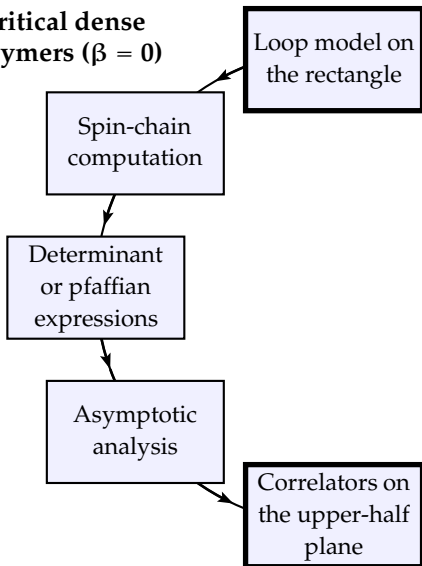 ritical dense
ymers (β = 0)
Loop model on
the rectangle
Spin-chain
computation
Determinant
or pfaffian
expressions
Asymptotic
analysis
Correlators on
the upper-half
plane